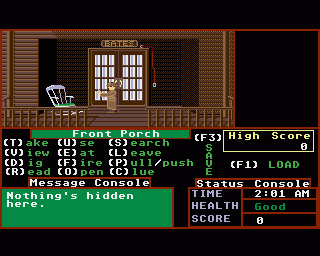 BATES
Front Porch
(T)ake (U)se (S)earch
(V)iew (E)at (L)eave
(D)ig (F)ire (P)ull/push
(R)ead (O)pen (C)lue
(F3)
SAVE
High Score
0
(F1) LOAD
Message Console
Nothing's hidden
here.
Status Console
TIME 2:01 AM
HEALTH Good
SCORE 0